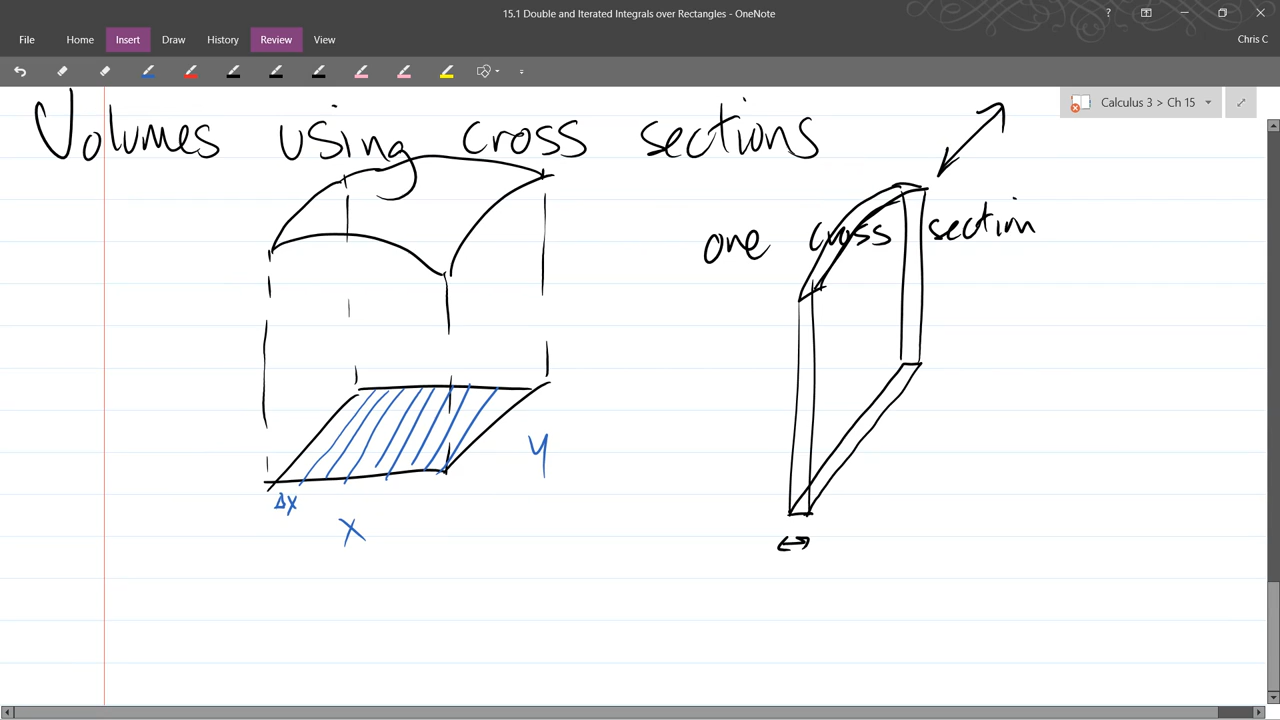 15.1 Double and Iterated Integrals over Rectangles - OneNote
File Home Insert Draw History Review View
Chris C
Calculus 3 > Ch 15
Volumes using cross sections
one cross section
y
Δx
x